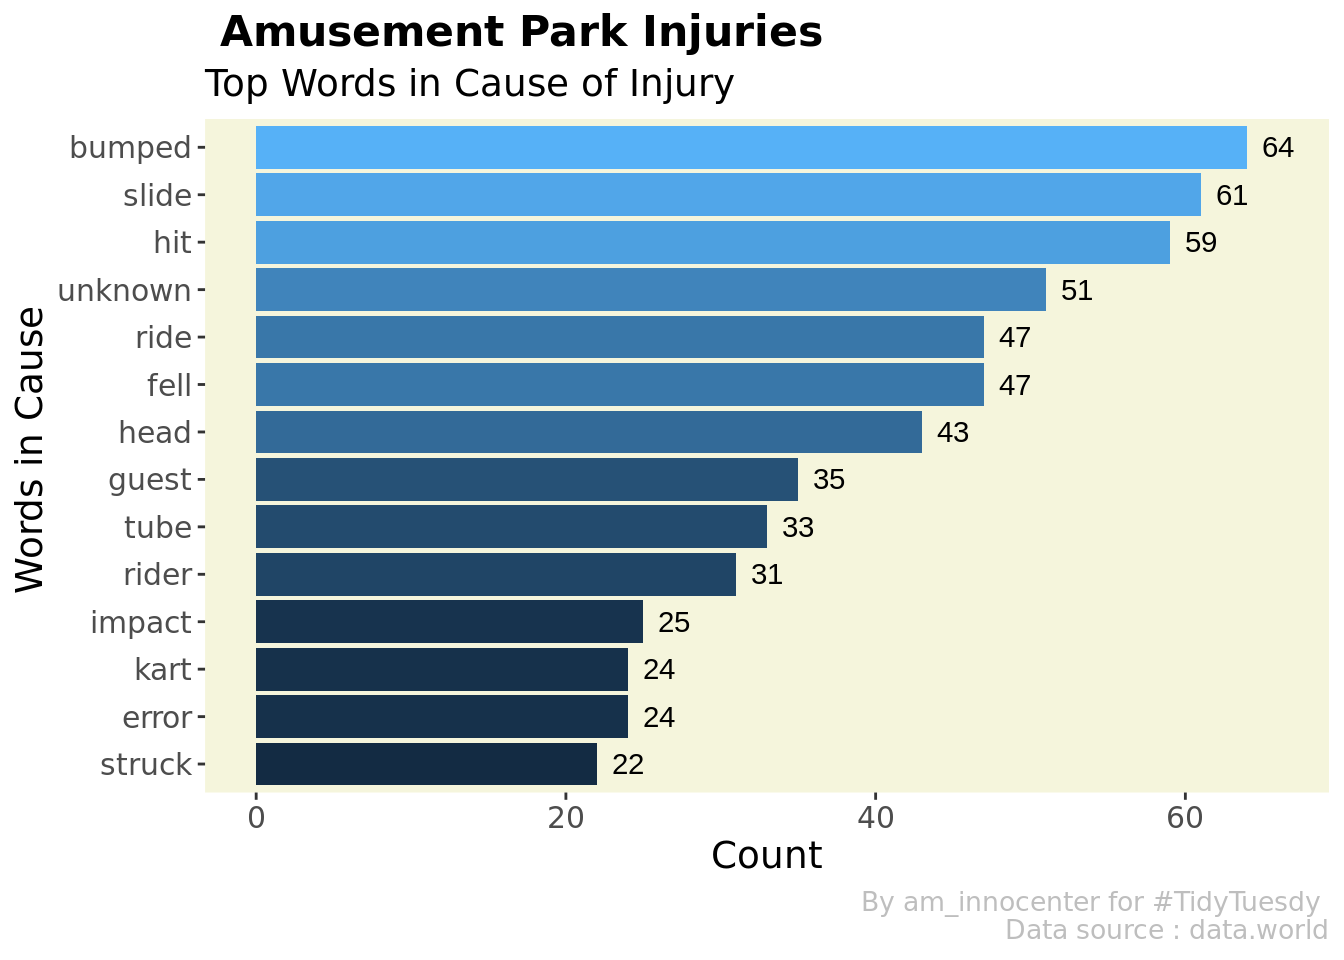 Amusement Park Injuries
Top Words in Cause of Injury
Words in Cause
bumped 64
slide 61
hit 59
unknown 51
ride 47
fell 47
head 43
guest 35
tube 33
rider 31
impact 25
kart 24
error 24
struck 22
0 20 40 60
Count
By am_innocenter for #TidyTuesdy
Data source : data.world